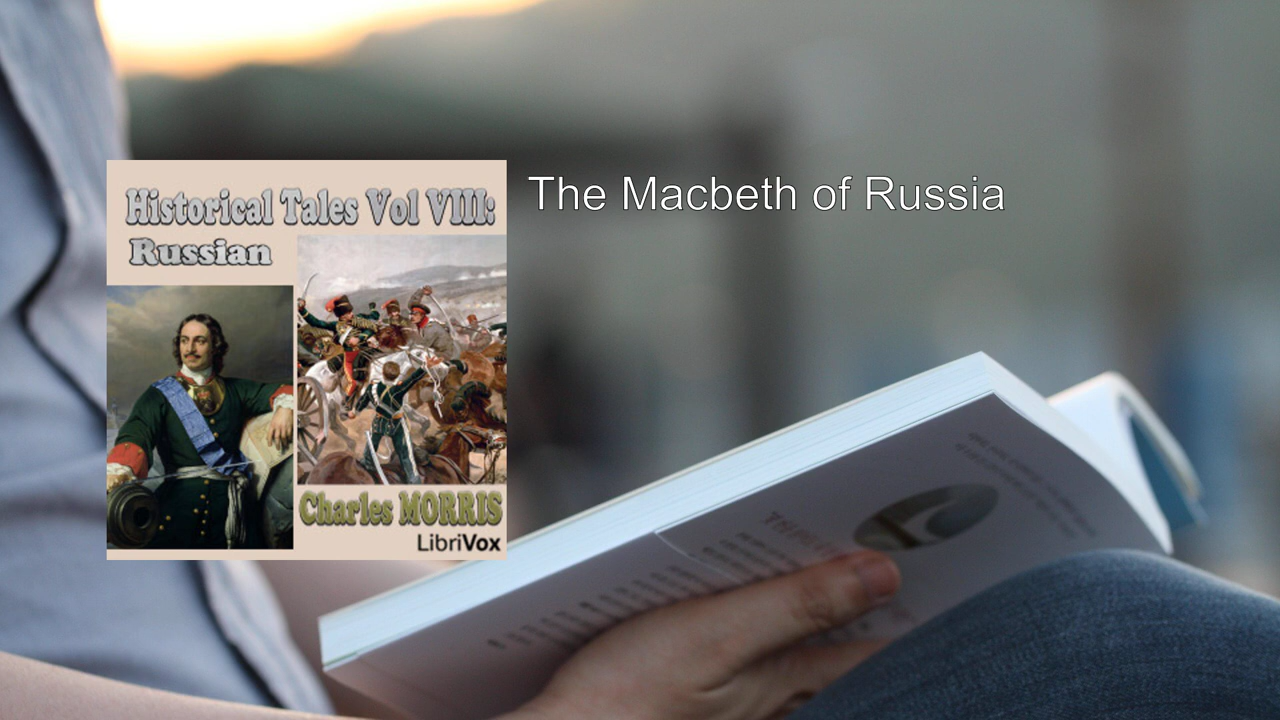 Historical Tales Vol VIII:
Russian
Charles MORRIS
LibriVox
The Macbeth of Russia